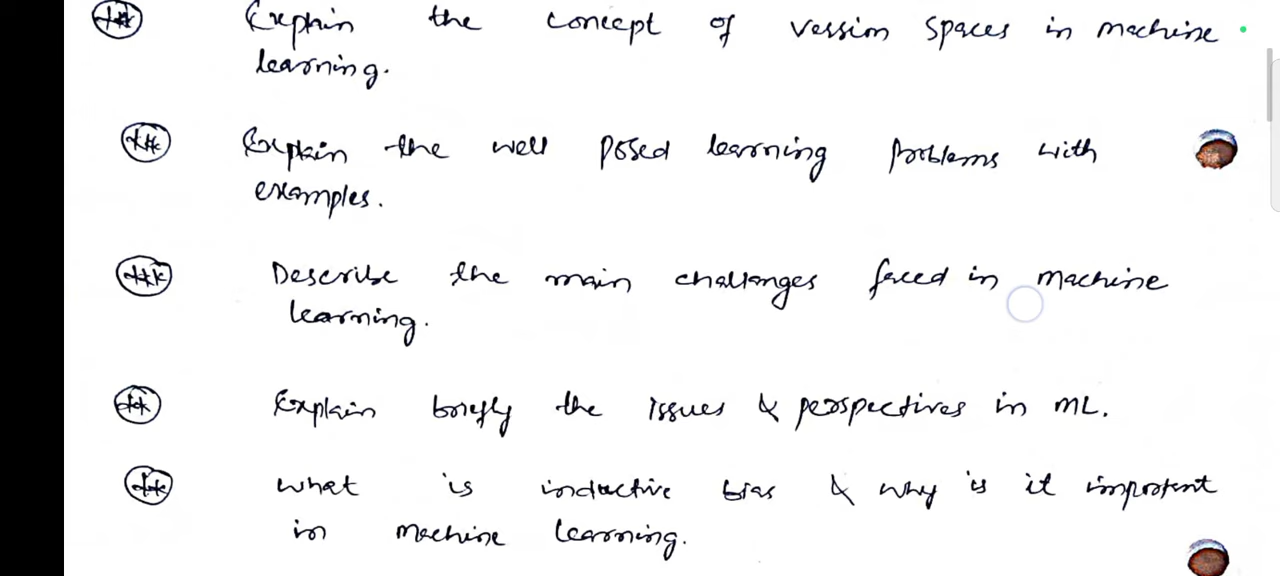 Explain the concept of version spaces in machine
learning.
Explain the well posed learning problems with
examples.
Describe the main challanges faced in machine
learning.
Explain briefly the issues & perspectives in ML.
What is inductive bias & why is it important
in machine learning.